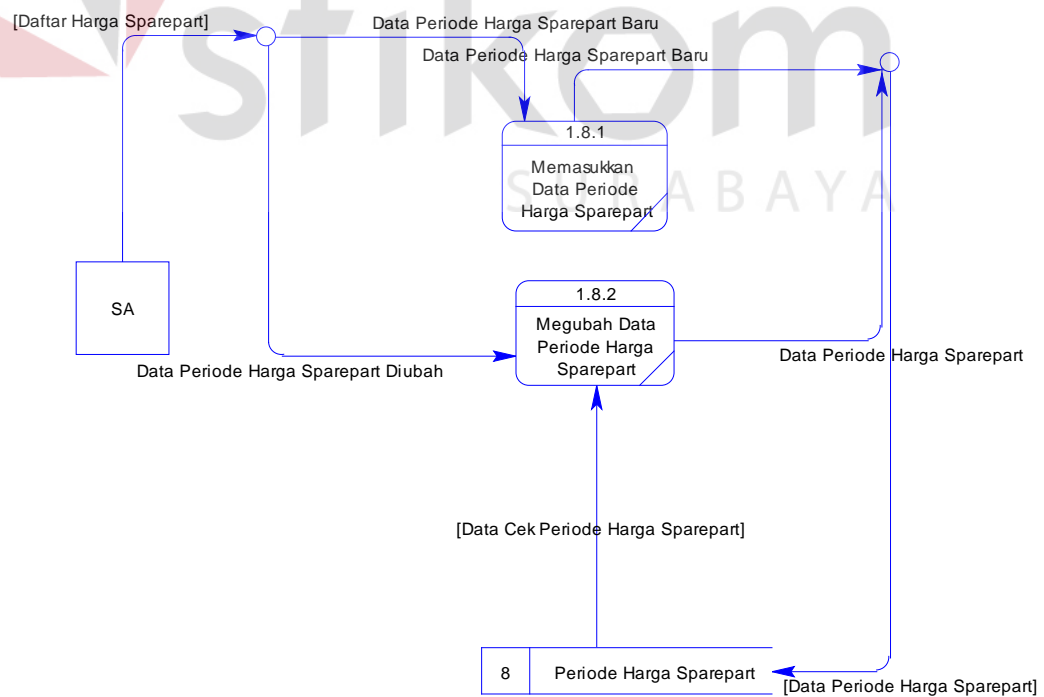 [Daftar Harga Sparepart]
Data Periode Harga Sparepart Baru
Data Periode Harga Sparepart Baru
stikom
SURABAYA
1.8.1
Memasukkan
Data Periode
Harga Sparepart
SA
1.8.2
Megubah Data
Periode Harga
Sparepart
Data Periode Harga Sparepart
Data Periode Harga Sparepart Diubah
[Data Cek Periode Harga Sparepart]
8
Periode Harga Sparepart
[Data Periode Harga Sparepart]